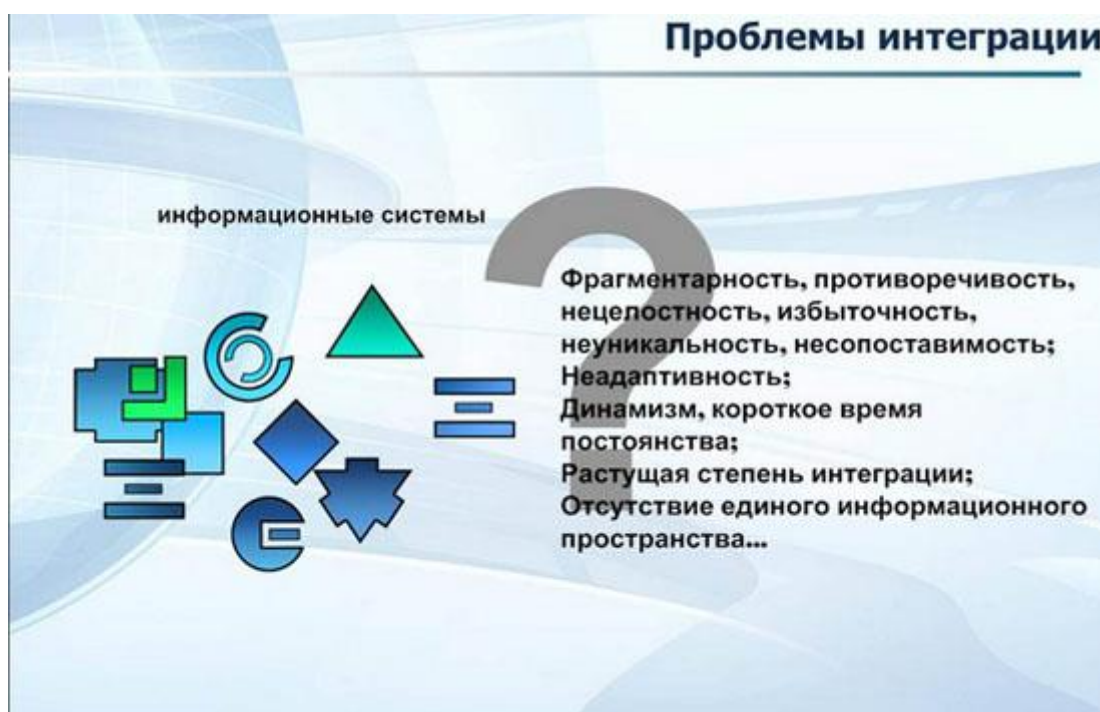 Проблемы интеграции
информационные системы
?
Фрагментарность, противоречивость,
нецелостность, избыточность,
неуникальность, несопоставимость;
Неадаптивность;
Динамизм, короткое время
постоянства;
Растущая степень интеграции;
Отсутствие единого информационного
пространства...